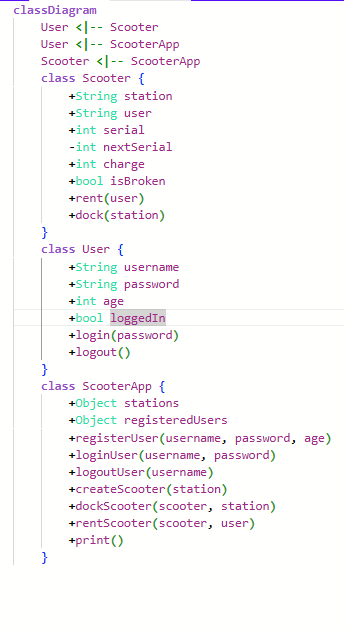 classDiagram
    User <|-- Scooter
    User <|-- ScooterApp
    Scooter <|-- ScooterApp
    class Scooter {
        +String station
        +String user
        +int serial
        -int nextSerial
        +int charge
        +bool isBroken
        +rent(user)
        +dock(station)
    }
    class User {
        +String username
        +String password
        +int age
        +bool loggedIn
        +login(password)
        +logout()
    }
    class ScooterApp {
        +Object stations
        +Object registeredUsers
        +registerUser(username, password, age)
        +loginUser(username, password)
        +logoutUser(username)
        +createScooter(station)
        +dockScooter(scooter, station)
        +rentScooter(scooter, user)
        +print()
    }